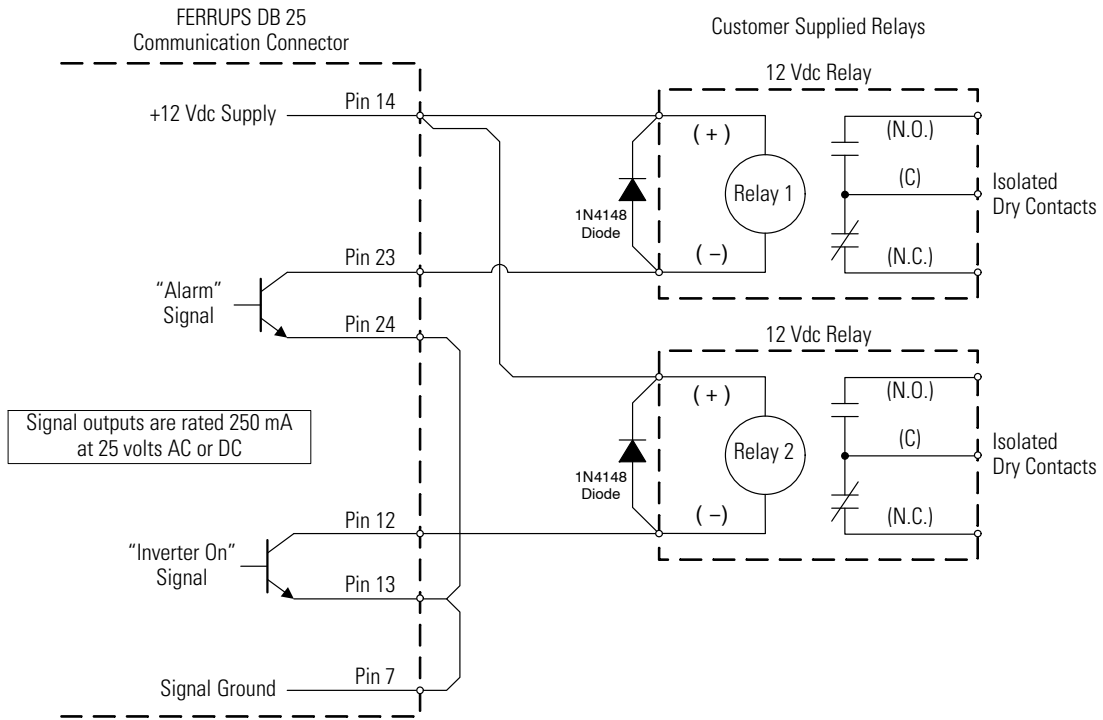 FERRUPS DB 25
Communication Connector
Customer Supplied Relays
12 Vdc Relay
+12 Vdc Supply
Pin 14
( + )
Relay 1
( – )
1N4148
Diode
(N.O.)
(C)
(N.C.)
Isolated
Dry Contacts
Pin 23
"Alarm"
Signal
Pin 24
12 Vdc Relay
( + )
Relay 2
( – )
1N4148
Diode
(N.O.)
(C)
(N.C.)
Isolated
Dry Contacts
Signal outputs are rated 250 mA
at 25 volts AC or DC
Pin 12
"Inverter On"
Signal
Pin 13
Signal Ground
Pin 7